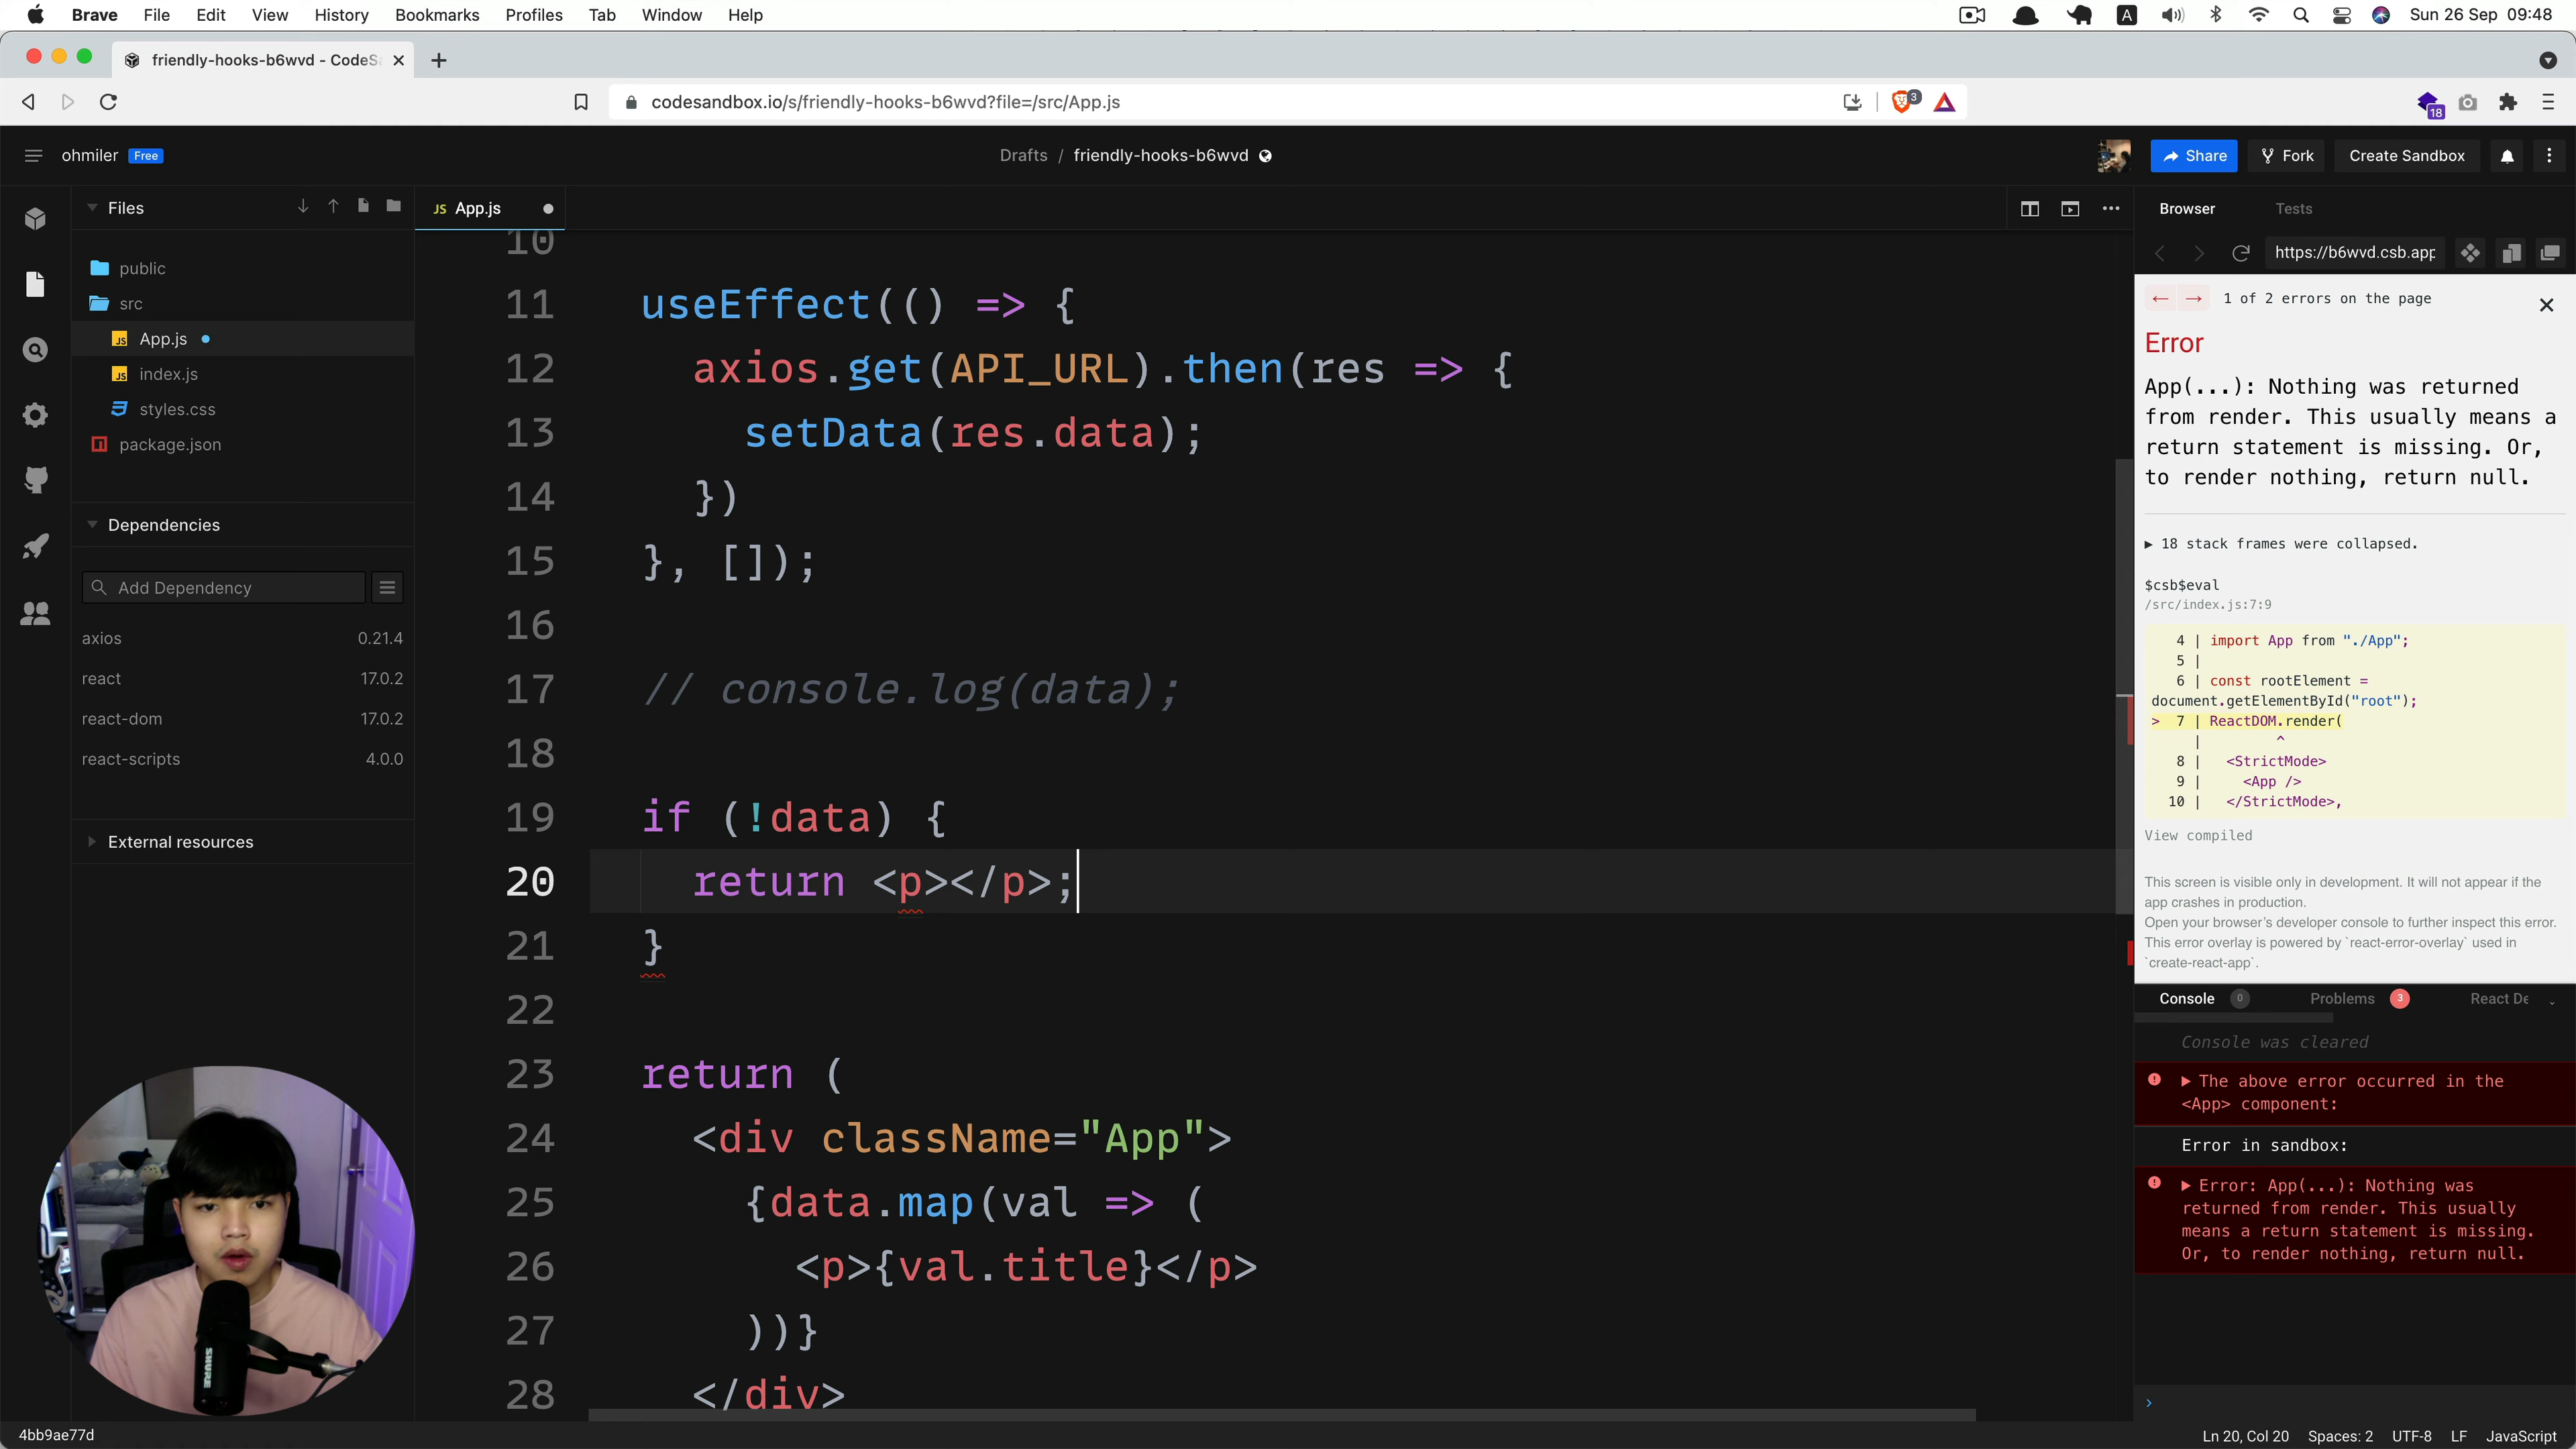 Brave File Edit View History Bookmarks Profiles Tab Window Help
A
Sun 26 Sep 09:48
friendly-hooks-b6wvd - CodeSa
codesandbox.io/s/friendly-hooks-b6wvd?file=/src/App.js
3
18
ohmiler Free
Drafts / friendly-hooks-b6wvd
Share Fork Create Sandbox
Files
JS App.js
Browser Tests
https://b6wvd.csb.app
public
src
JS App.js
JS index.js
styles.css
package.json
Dependencies
Add Dependency
axios 0.21.4
react 17.0.2
react-dom 17.0.2
react-scripts 4.0.0
External resources
10
11 useEffect(() => {
12 axios.get(API_URL).then(res => {
13 setData(res.data);
14 })
15 }, []);
16
17 // console.log(data);
18
19 if (!data) {
20 return <p></p>;
21 }
22
23 return (
24 <div className="App">
25 {data.map(val => (
26 <p>{val.title}</p>
27 ))}
28 </div>
← → 1 of 2 errors on the page
Error
App(...): Nothing was returned
from render. This usually means a
return statement is missing. Or,
to render nothing, return null.
▶ 18 stack frames were collapsed.
$csb$eval
/src/index.js:7:9
4 | import App from "./App";
5 |
6 | const rootElement =
document.getElementById("root");
> 7 | ReactDOM.render(
| ^
8 | <StrictMode>
9 | <App />
10 | </StrictMode>,
View compiled
This screen is visible only in development. It will not appear if the
app crashes in production.
Open your browser's developer console to further inspect this error.
This error overlay is powered by `react-error-overlay` used in
`create-react-app`.
Console 0 Problems 3 React De
Console was cleared
▶ The above error occurred in the
<App> component:
Error in sandbox:
▶ Error: App(...): Nothing was
returned from render. This usually
means a return statement is missing.
Or, to render nothing, return null.
›
SHURE
4bb9ae77d
Ln 20, Col 20 Spaces: 2 UTF-8 LF JavaScript